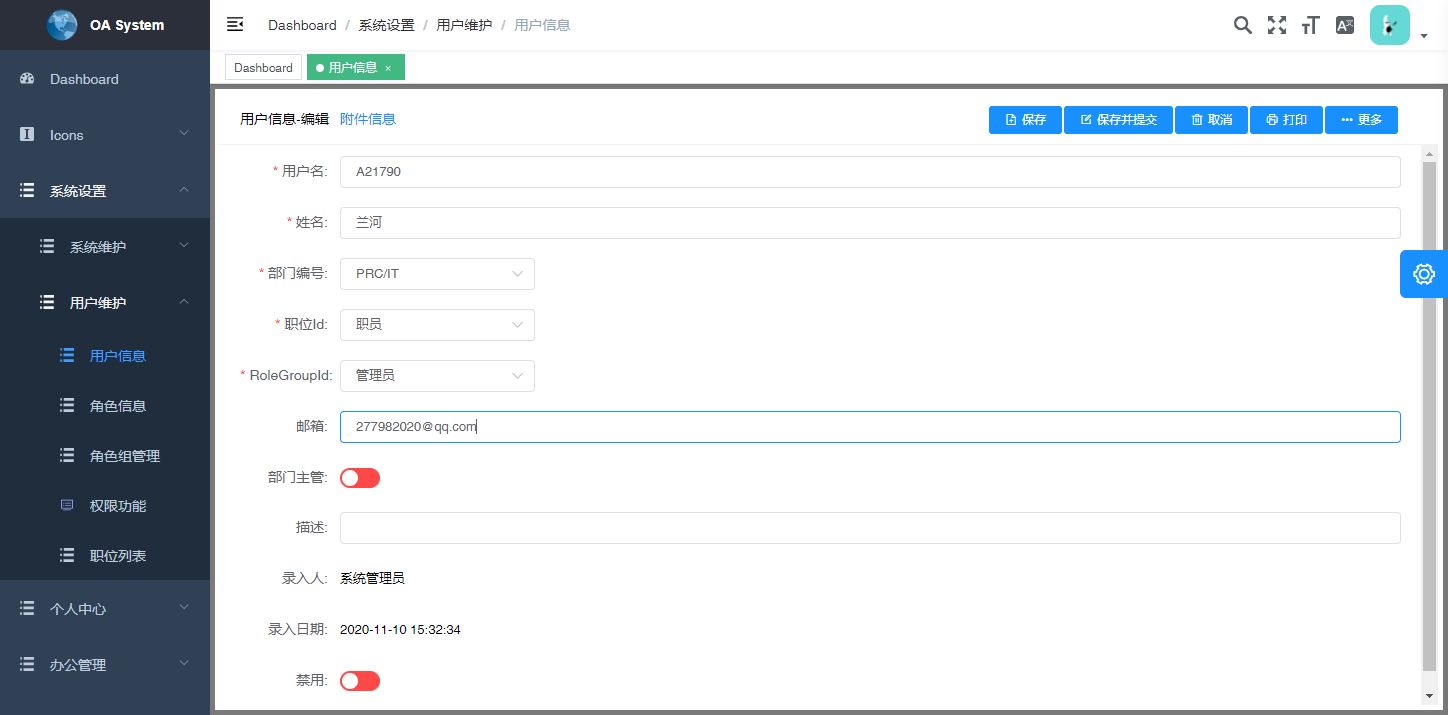 OA System
Dashboard / 系统设置 / 用户维护 / 用户信息
Dashboard
用户信息 ×
Dashboard
Icons
系统设置
系统维护
用户维护
用户信息
角色信息
角色组管理
权限功能
职位列表
个人中心
办公管理
用户信息-编辑 附件信息
保存 保存并提交 取消 打印 更多
* 用户名: A21790
* 姓名: 兰河
* 部门编号: PRC/IT
* 职位Id: 职员
* RoleGroupId: 管理员
邮箱: 277982020@qq.com
部门主管:
描述:
录入人: 系统管理员
录入日期: 2020-11-10 15:32:34
禁用: